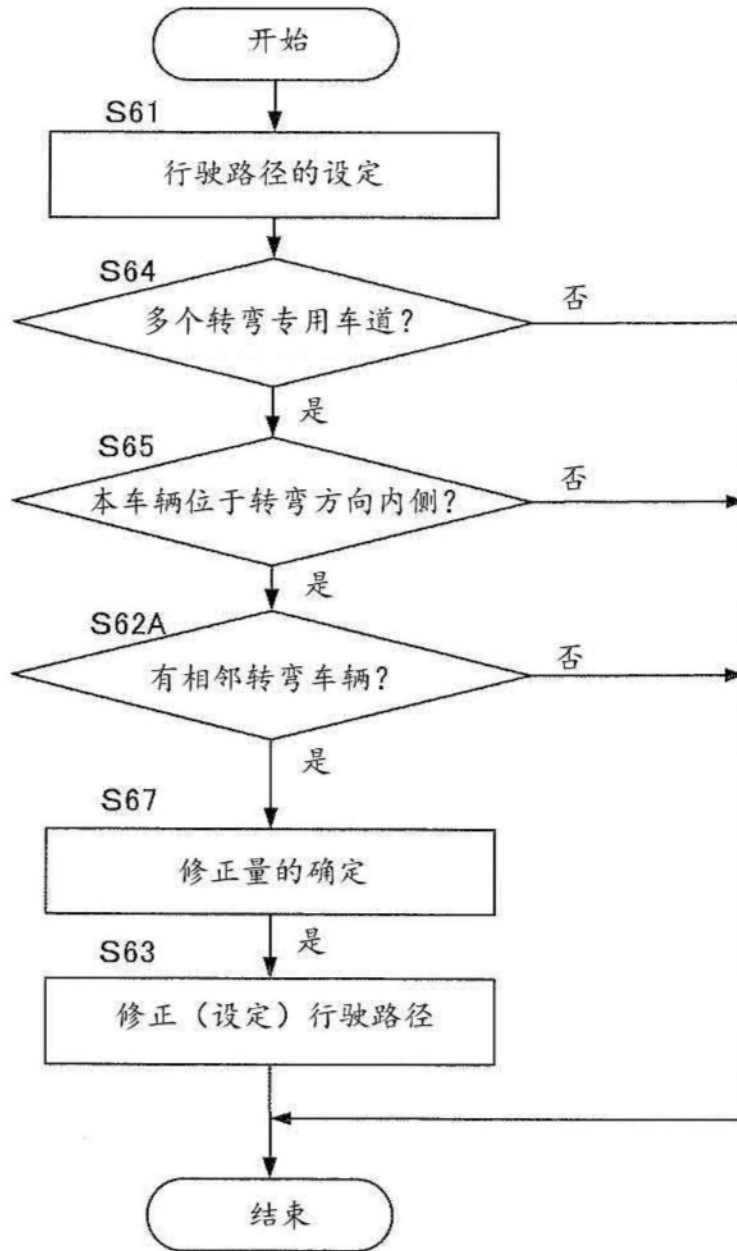 开始
S61
行驶路径的设定
S64
多个转弯专用车道？
否
是
S65
本车辆位于转弯方向内侧？
否
是
S62A
有相邻转弯车辆？
否
是
S67
修正量的确定
是
S63
修正（设定）行驶路径
结束